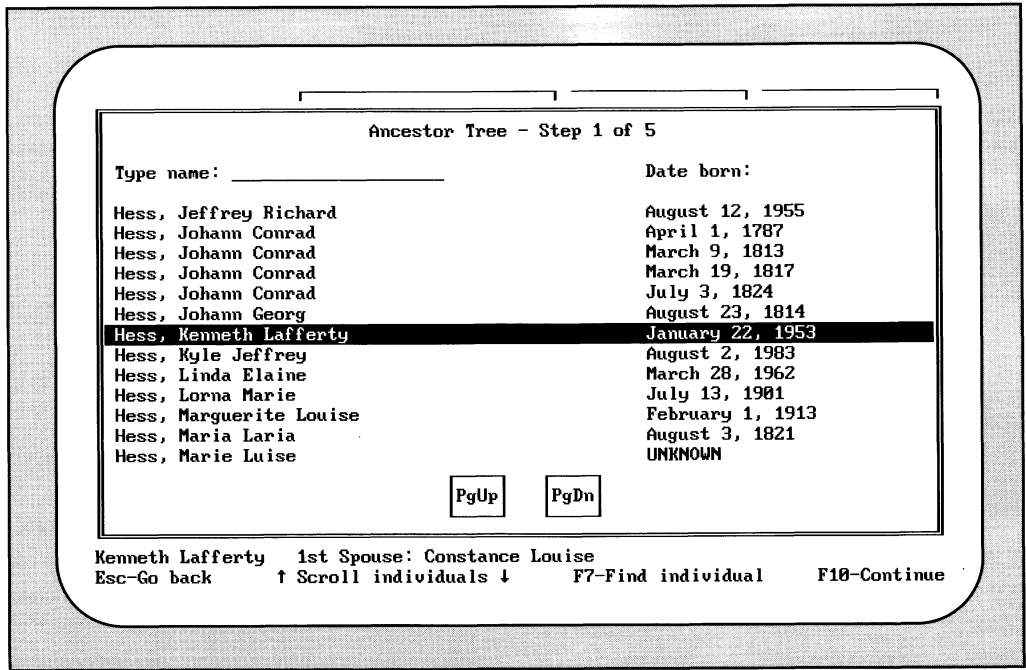 Ancestor Tree - Step 1 of 5
Type name: ____________________ Date born:
Hess, Jeffrey Richard August 12, 1955
Hess, Johann Conrad April 1, 1787
Hess, Johann Conrad March 9, 1813
Hess, Johann Conrad March 19, 1817
Hess, Johann Conrad July 3, 1824
Hess, Johann Georg August 23, 1814
Hess, Kenneth Lafferty January 22, 1953
Hess, Kyle Jeffrey August 2, 1983
Hess, Linda Elaine March 28, 1962
Hess, Lorna Marie July 13, 1901
Hess, Marguerite Louise February 1, 1913
Hess, Maria Laria August 3, 1821
Hess, Marie Luise UNKNOWN
PgUp PgDn
Kenneth Lafferty 1st Spouse: Constance Louise
Esc-Go back ↑ Scroll individuals ↓ F7-Find individual F10-Continue